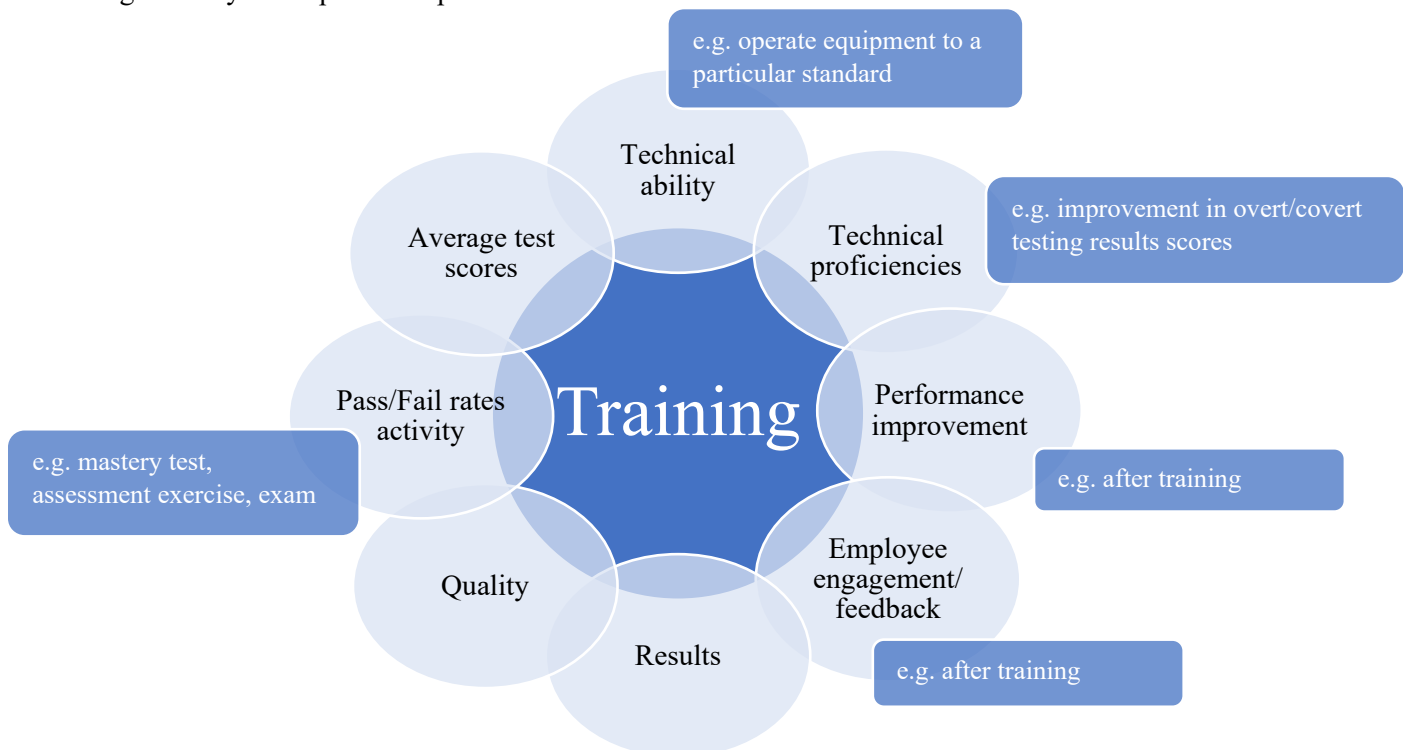 e.g. operate equipment to a
particular standard
Technical
ability
e.g. improvement in overt/covert
testing results scores
Technical
proficiencies
Average test
scores
Training
Performance
improvement
Pass/Fail rates
activity
e.g. mastery test,
assessment exercise, exam
e.g. after training
Employee
engagement/
feedback
Quality
Results
e.g. after training